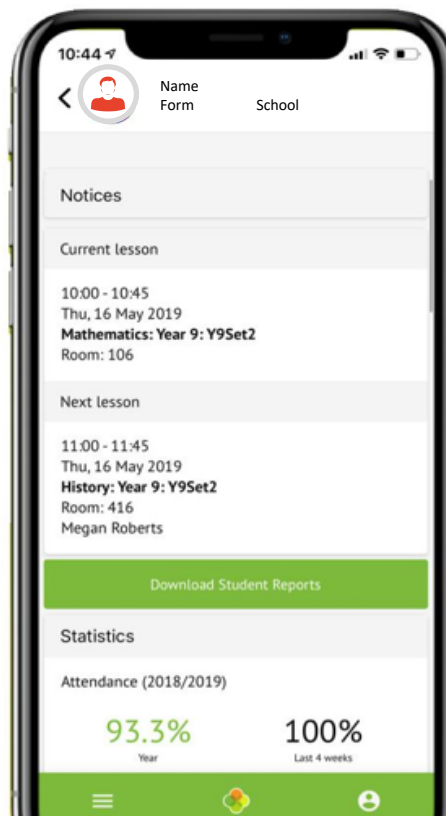 10:44
Name
Form School
Notices
Current lesson
10:00 - 10:45
Thu, 16 May 2019
Mathematics: Year 9: Y9Set2
Room: 106
Next lesson
11:00 - 11:45
Thu, 16 May 2019
History: Year 9: Y9Set2
Room: 416
Megan Roberts
Download Student Reports
Statistics
Attendance (2018/2019)
93.3% 100%
Year Last 4 weeks